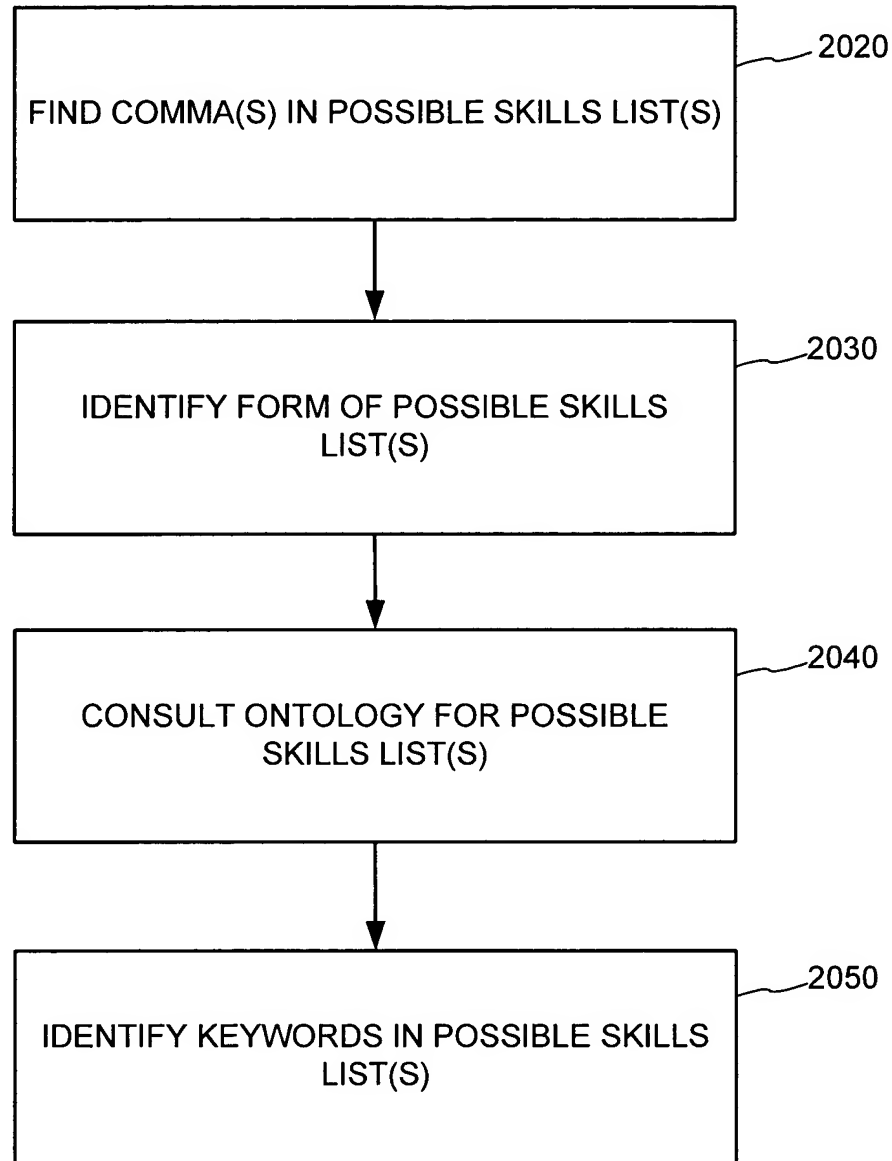 2020
FIND COMMA(S) IN POSSIBLE SKILLS LIST(S)
2030
IDENTIFY FORM OF POSSIBLE SKILLS
LIST(S)
2040
CONSULT ONTOLOGY FOR POSSIBLE
SKILLS LIST(S)
2050
IDENTIFY KEYWORDS IN POSSIBLE SKILLS
LIST(S)